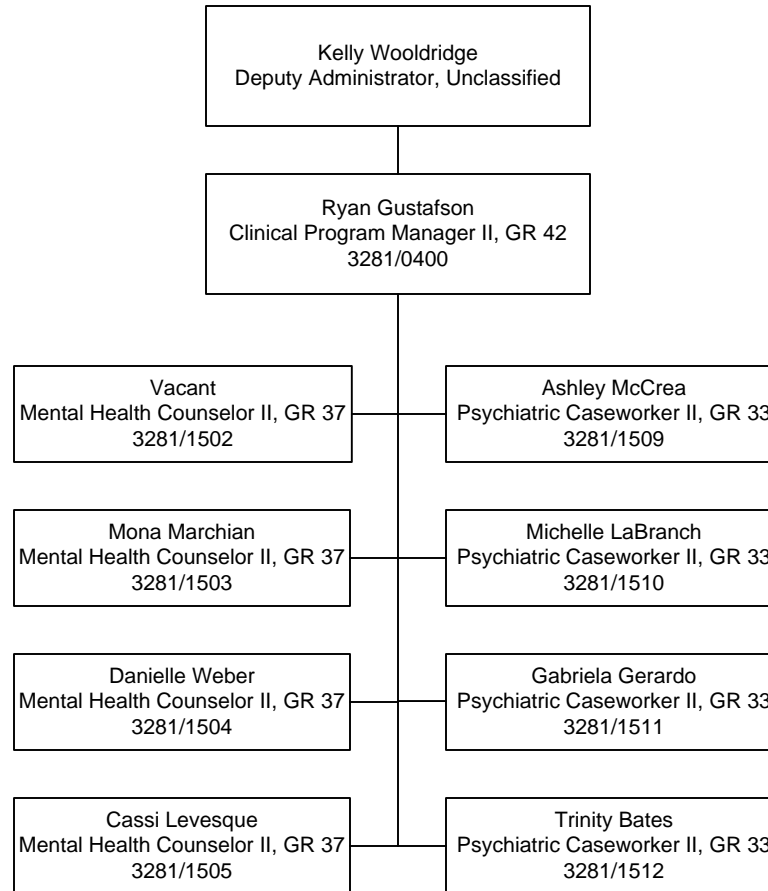 Kelly Wooldridge
Deputy Administrator, Unclassified
Ryan Gustafson
Clinical Program Manager II, GR 42
3281/0400
Vacant
Mental Health Counselor II, GR 37
3281/1502
Ashley McCrea
Psychiatric Caseworker II, GR 33
3281/1509
Mona Marchian
Mental Health Counselor II, GR 37
3281/1503
Michelle LaBranch
Psychiatric Caseworker II, GR 33
3281/1510
Danielle Weber
Mental Health Counselor II, GR 37
3281/1504
Gabriela Gerardo
Psychiatric Caseworker II, GR 33
3281/1511
Cassi Levesque
Mental Health Counselor II, GR 37
3281/1505
Trinity Bates
Psychiatric Caseworker II, GR 33
3281/1512